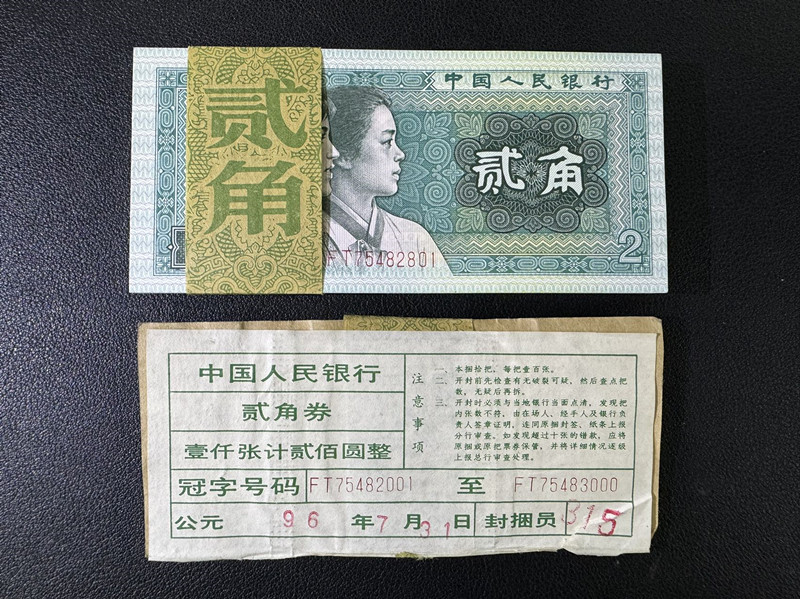 中国人民银行
贰角
贰角
FT75482801
2
中国人民银行
贰角券
壹仟张计贰佰圆整
冠字号码 FT75482001 至 FT75483000
公元 96 年 7 月 31 日 封捆员 315
注意事项
一、本捆拾把,每把壹百张。
二、开封前先检查有无破裂可疑,然后查点把
数,无疑后再拆。
三、开封时必须与当地银行当面点清,发现把
内张数不符,由在场人、经手人及银行负
责人签章证明,连同原捆封签、纸条上报
分行审查,如发现超过十张的错款,应将
原捆或原把票券保管,并将详细情况逐级
上报总行审查处理。